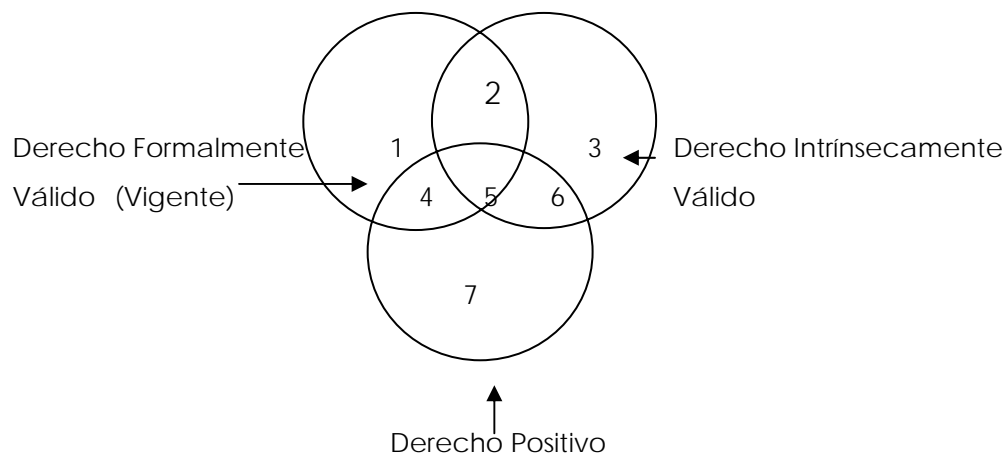 2
Derecho Formalmente 1 3 Derecho Intrínsecamente
Válido (Vigente) 4 5 6 Válido
7
Derecho Positivo